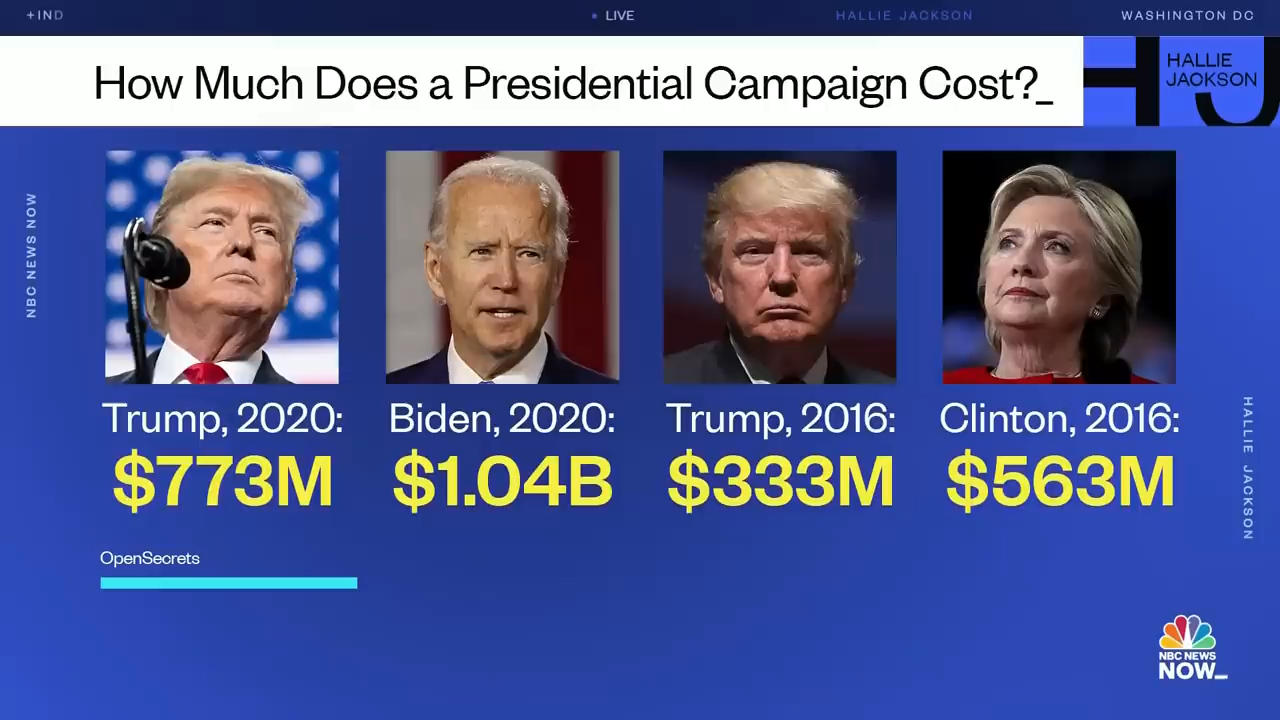 +IND
LIVE
HALLIE JACKSON
WASHINGTON DC
How Much Does a Presidential Campaign Cost?_
HJ
HALLIE
JACKSON
NBC NEWS NOW
Trump, 2020:
$773M
Biden, 2020:
$1.04B
Trump, 2016:
$333M
Clinton, 2016:
$563M
HALLIE JACKSON
OpenSecrets
NBC NEWS
NOW_